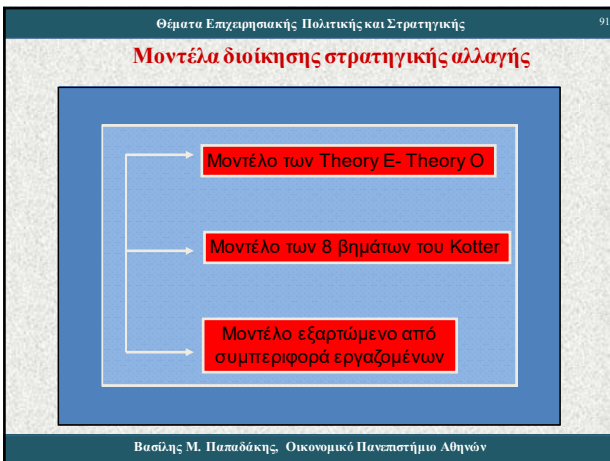 Θέματα Επιχειρησιακής Πολιτικής και Στρατηγικής
91
Μοντέλα διοίκησης στρατηγικής αλλαγής
Μοντέλο των Theory E- Theory O
Μοντέλο των 8 βημάτων του Kotter
Μοντέλο εξαρτώμενο από
συμπεριφορά εργαζομένων
Βασίλης Μ. Παπαδάκης, Οικονομικό Πανεπιστήμιο Αθηνών